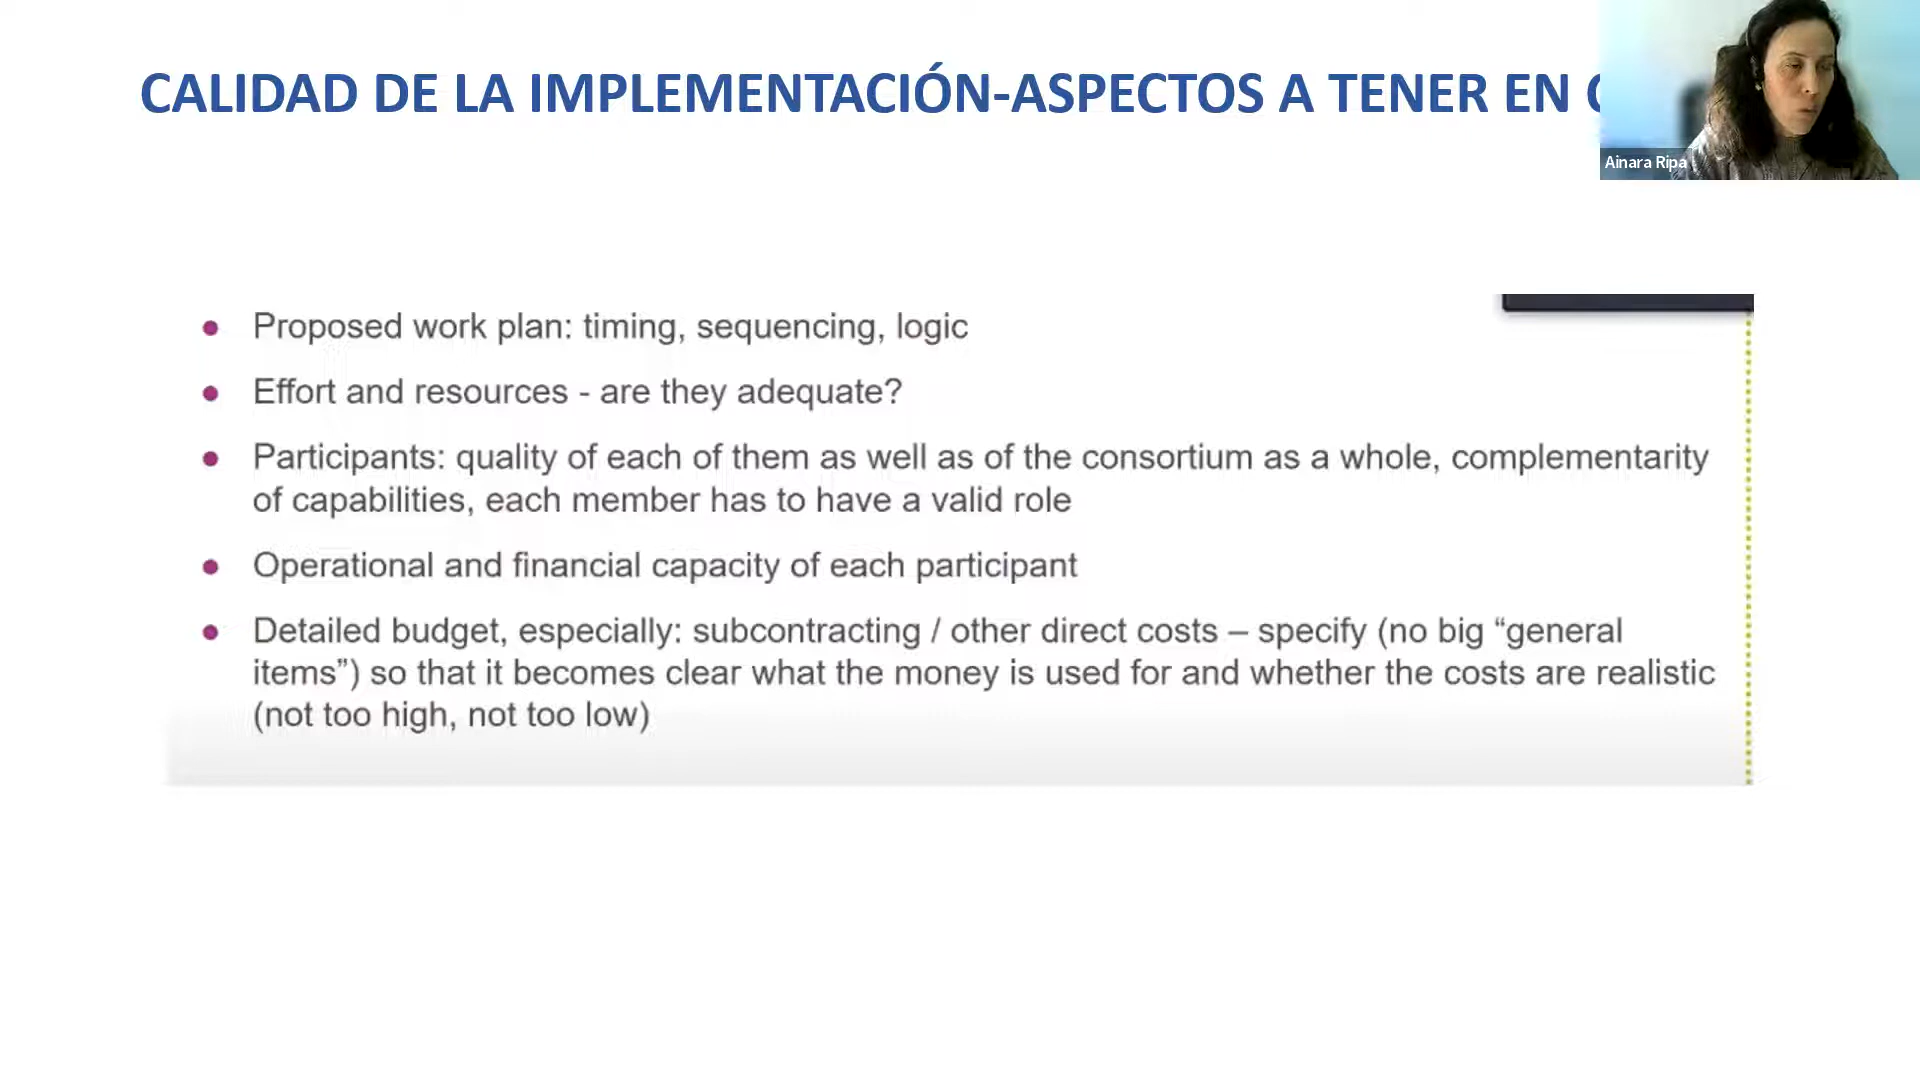 CALIDAD DE LA IMPLEMENTACIÓN-ASPECTOS A TENER EN
Ainara Ripa
● Proposed work plan: timing, sequencing, logic
● Effort and resources - are they adequate?
● Participants: quality of each of them as well as of the consortium as a whole, complementarity
of capabilities, each member has to have a valid role
● Operational and financial capacity of each participant
● Detailed budget, especially: subcontracting / other direct costs – specify (no big “general
items”) so that it becomes clear what the money is used for and whether the costs are realistic
(not too high, not too low)